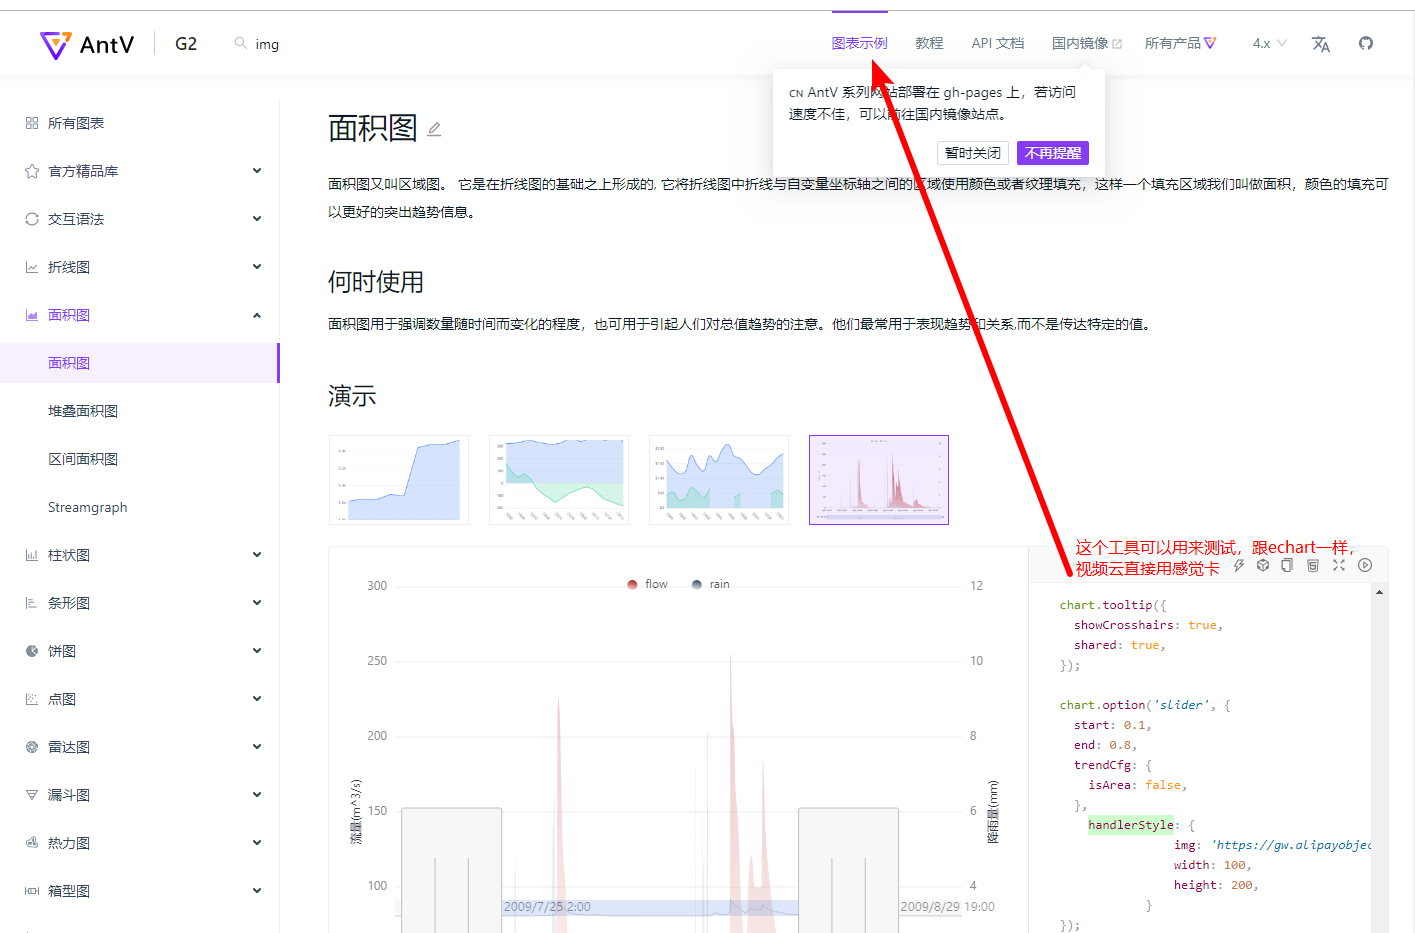 AntV
G2
img
图表示例
教程
API 文档
国内镜像
所有产品
4.x
CN AntV 系列网站部署在 gh-pages 上，若访问
速度不佳，可以前往国内镜像站点。
暂时关闭
不再提醒
所有图表
官方精品库
交互语法
折线图
面积图
面积图
堆叠面积图
区间面积图
Streamgraph
柱状图
条形图
饼图
点图
雷达图
漏斗图
热力图
箱型图
面积图
面积图又叫区域图。 它是在折线图的基础之上形成的, 它将折线图中折线与自变量坐标轴之间的区域使用颜色或者纹理填充，这样一个填充区域我们叫做面积，颜色的填充可
以更好的突出趋势信息。
何时使用
面积图用于强调数量随时间而变化的程度，也可用于引起人们对总值趋势的注意。他们最常用于表现趋势和关系,而不是传达特定的值。
演示
这个工具可以用来测试，跟echart一样，
视频云直接用感觉卡
flow
rain
300
250
200
150
100
流量(m^3/s)
12
10
8
6
4
降雨量(mm)
2009/7/25 2:00
2009/8/29 19:00
chart.tooltip({
showCrosshairs: true,
shared: true,
});
chart.option('slider', {
start: 0.1,
end: 0.8,
trendCfg: {
isArea: false,
},
handlerStyle: {
img: 'https://gw.alipayobjec
width: 100,
height: 200,
}
});